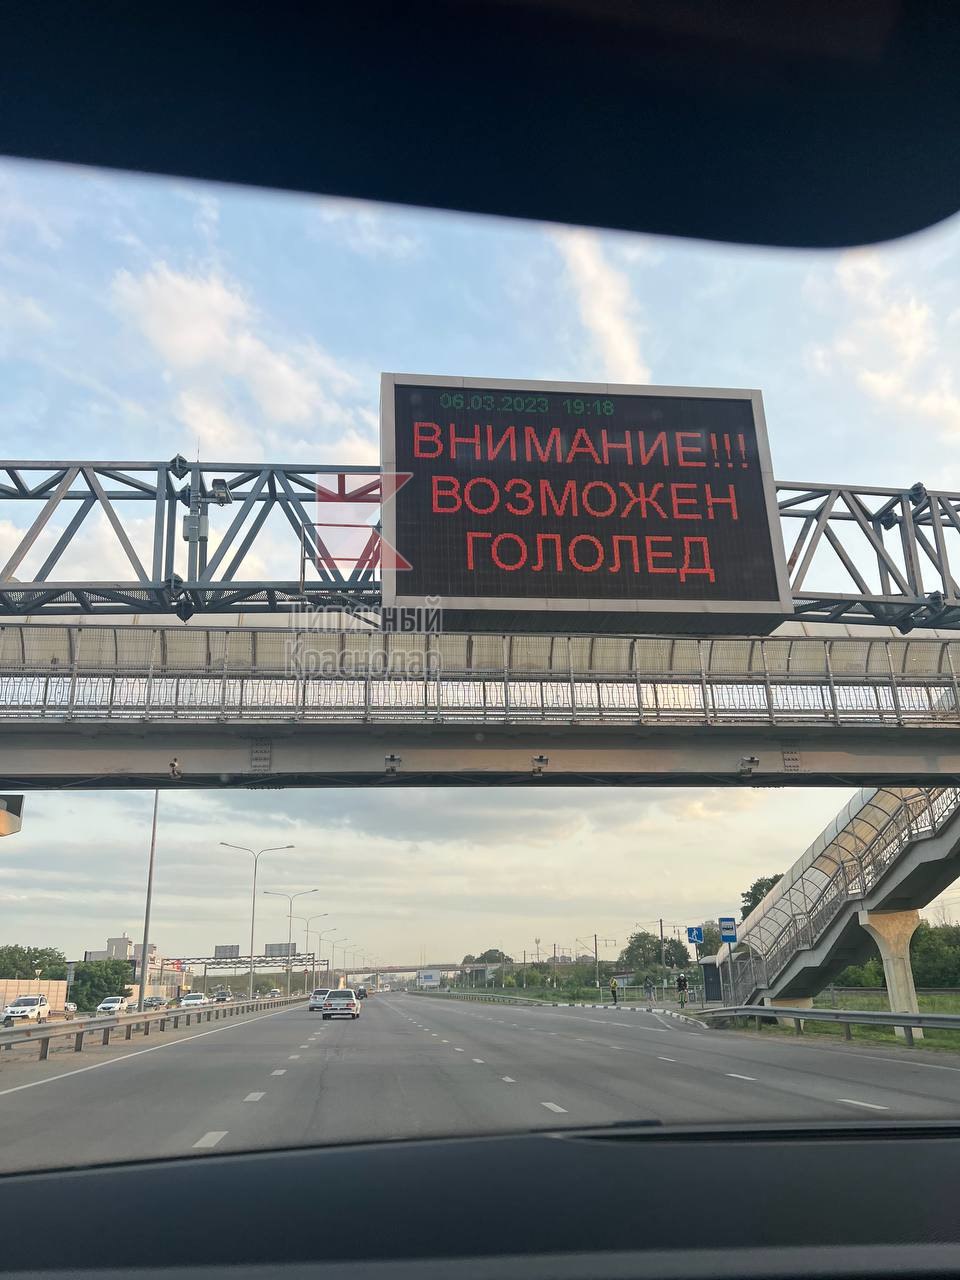 06.03.2023 19:18
ВНИМАНИЕ!!!
ВОЗМОЖЕН
ГОЛОЛЕД
Типичный
Краснодар